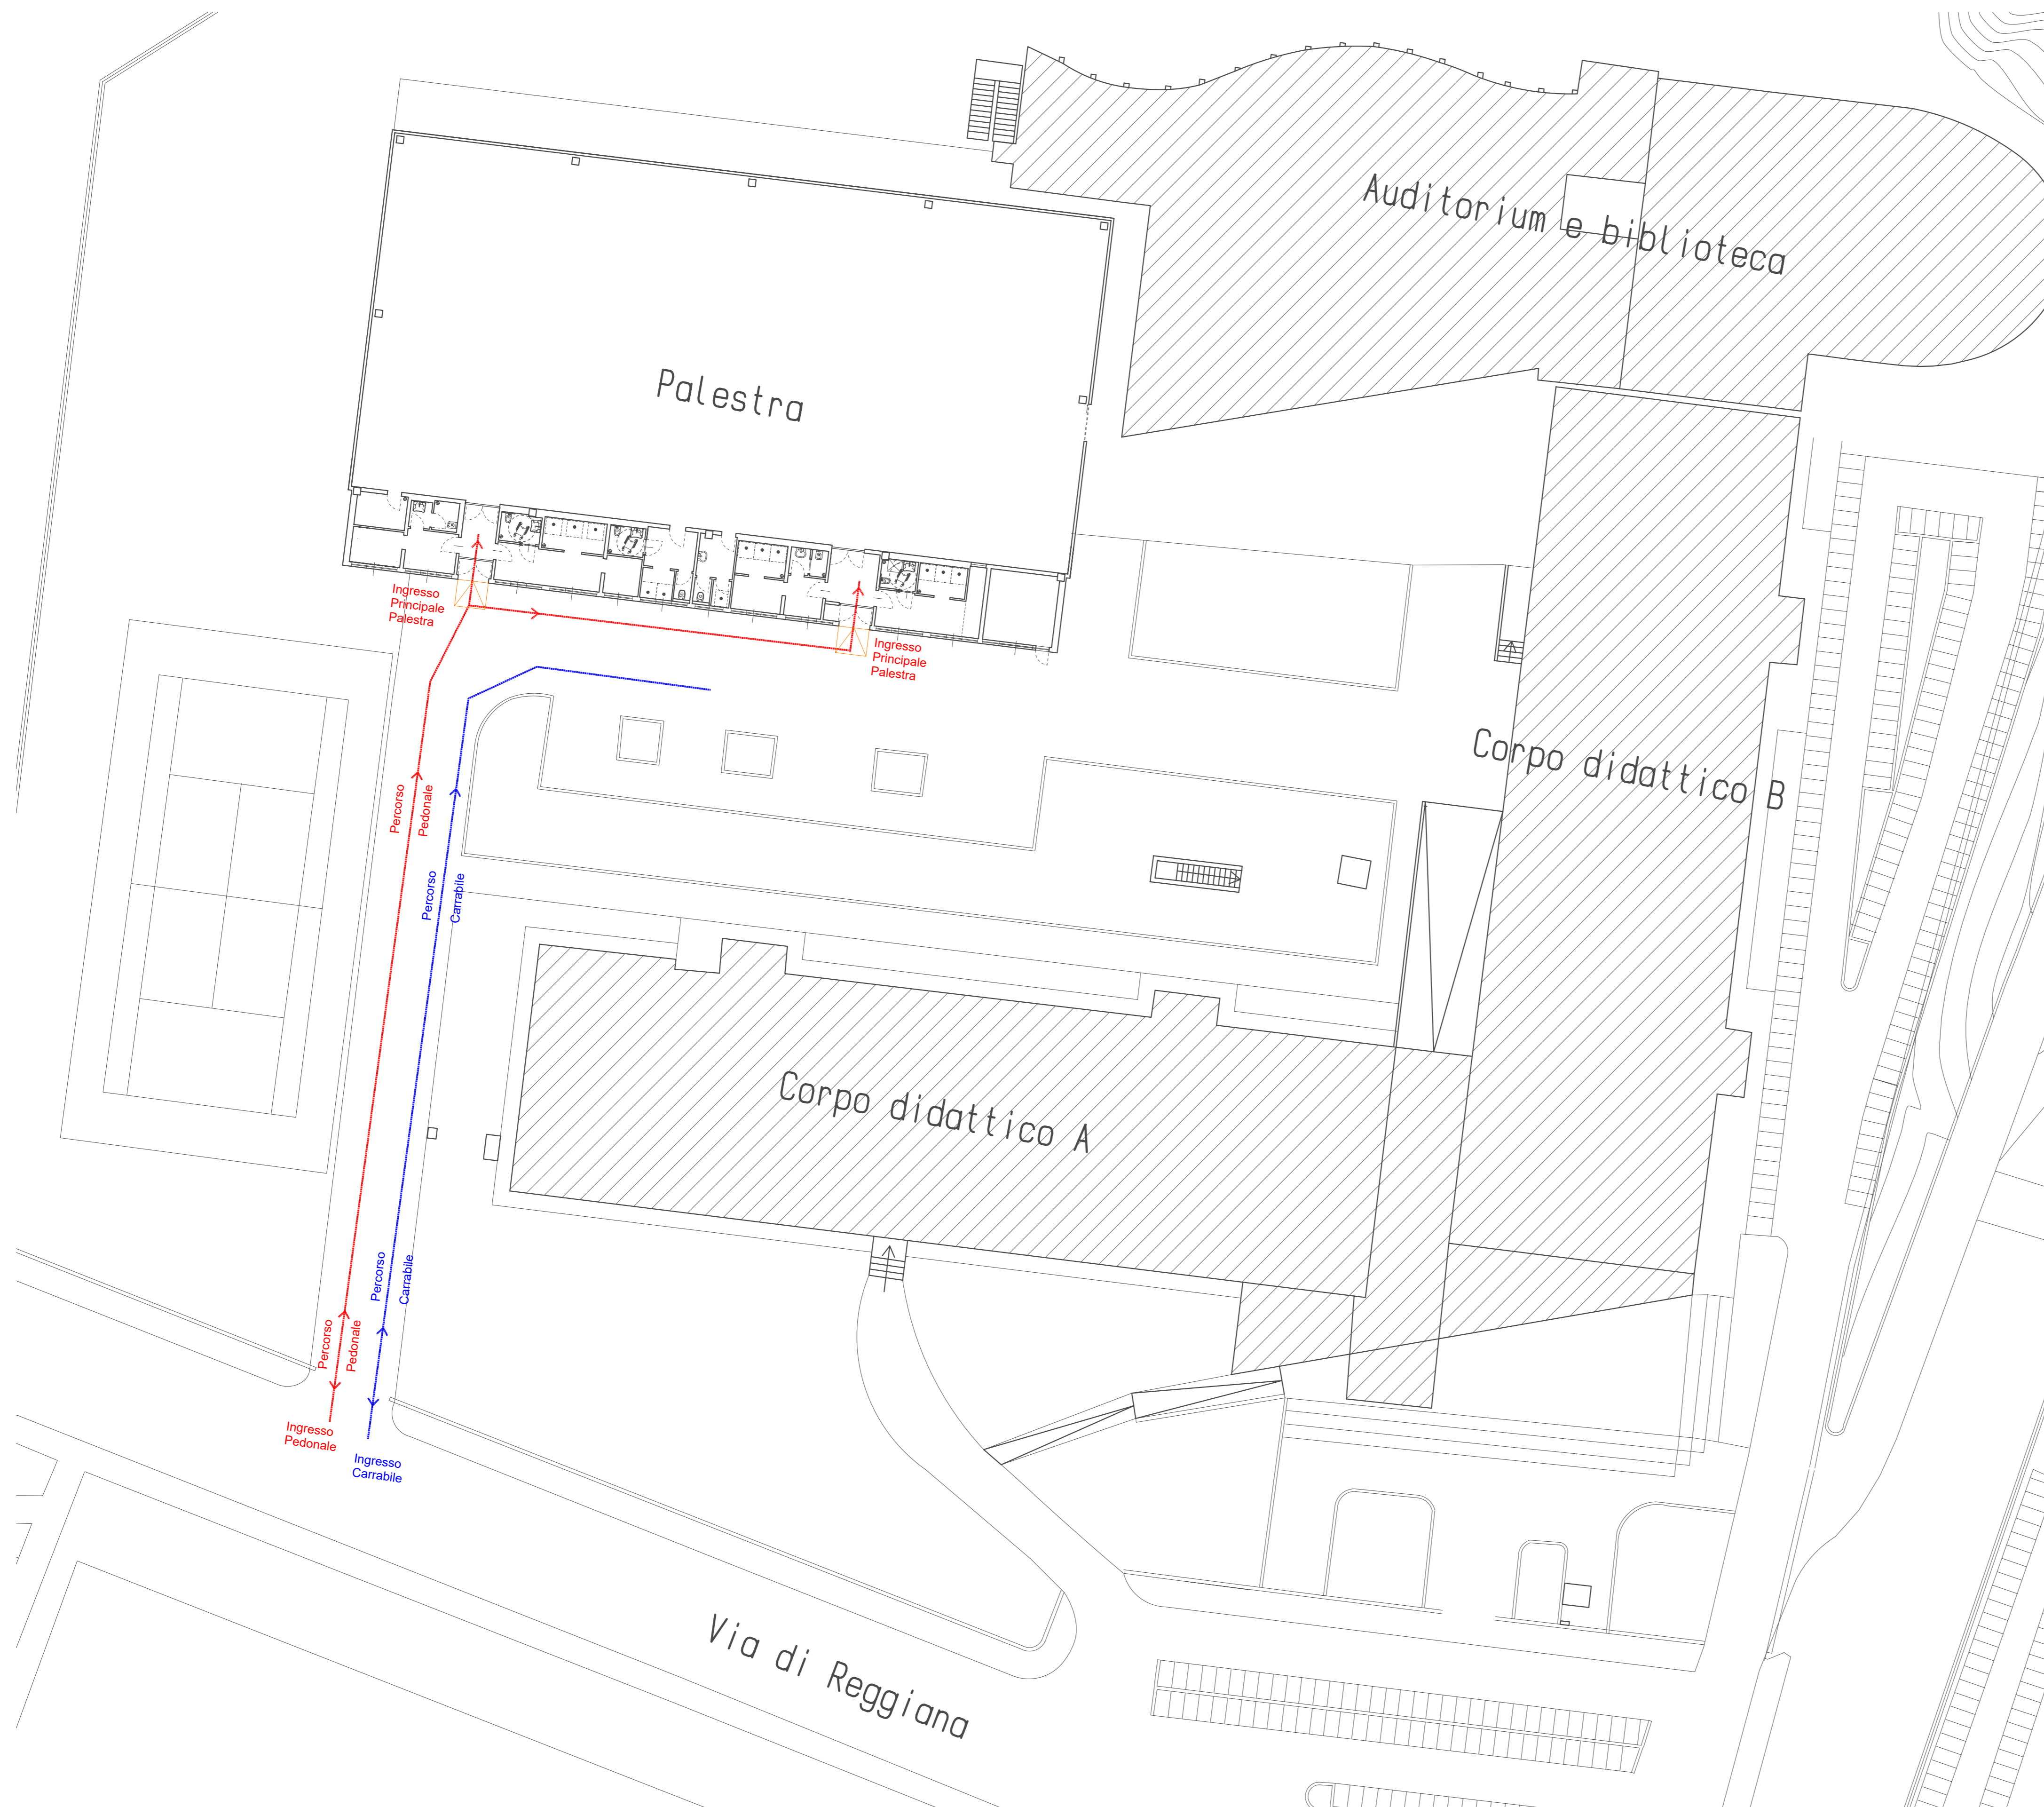 Auditorium e biblioteca
Palestra
Ingresso
Principale
Palestra
Ingresso
Principale
Palestra
Corpo didattico B
Percorso
Pedonale
Percorso
Carrabile
Corpo didattico A
Percorso
Carrabile
Percorso
Pedonale
Ingresso
Pedonale
Ingresso
Carrabile
Via di Reggiana